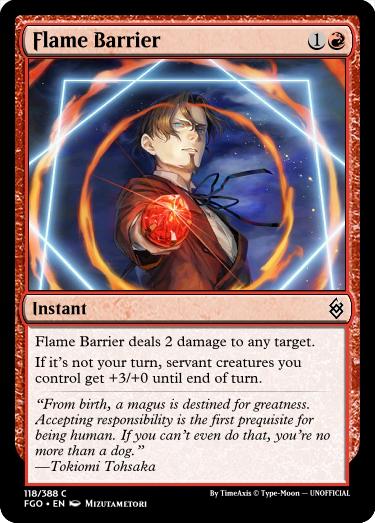 Flame Barrier
1
Instant
Flame Barrier deals 2 damage to any target.
If it's not your turn, servant creatures you
control get +3/+0 until end of turn.
“From birth, a magus is destined for greatness.
Accepting responsibility is the first prequisite for
being human. If you can't even do that, you're no
more than a dog.”
—Tokiomi Tohsaka
118/388 C
FGO • EN Mizutametori
By TimeAxis © Type-Moon — UNOFFICIAL